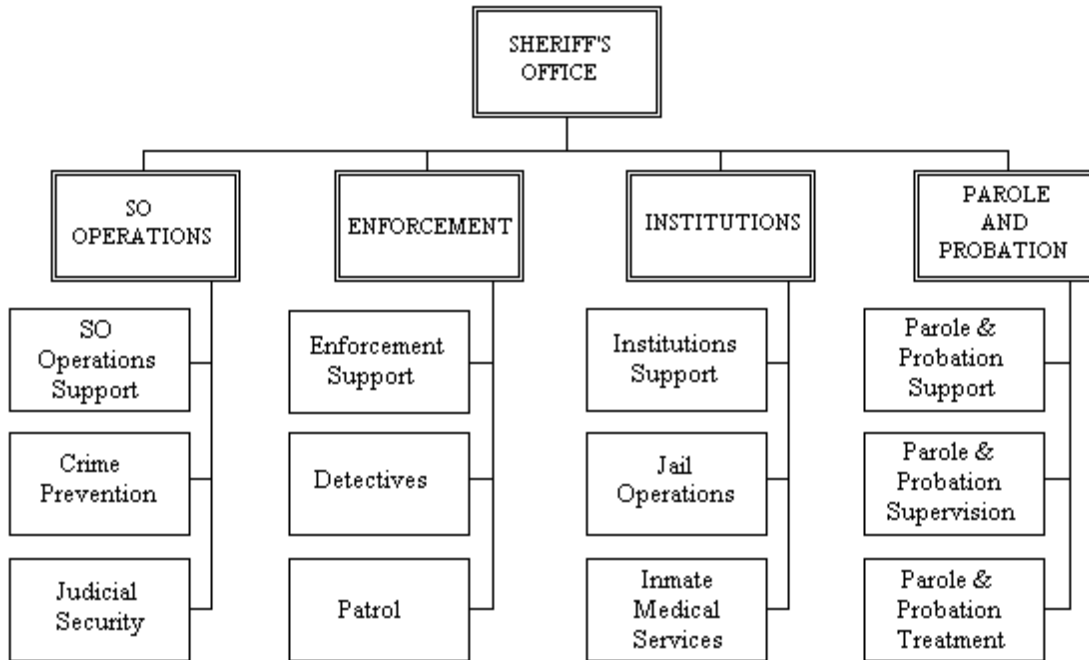 SHERIFF'S
OFFICE
SO
OPERATIONS
ENFORCEMENT
INSTITUTIONS
PAROLE
AND
PROBATION
SO
Operations
Support
Enforcement
Support
Institutions
Support
Parole &
Probation
Support
Crime
Prevention
Detectives
Jail
Operations
Parole &
Probation
Supervision
Judicial
Security
Patrol
Inmate
Medical
Services
Parole &
Probation
Treatment